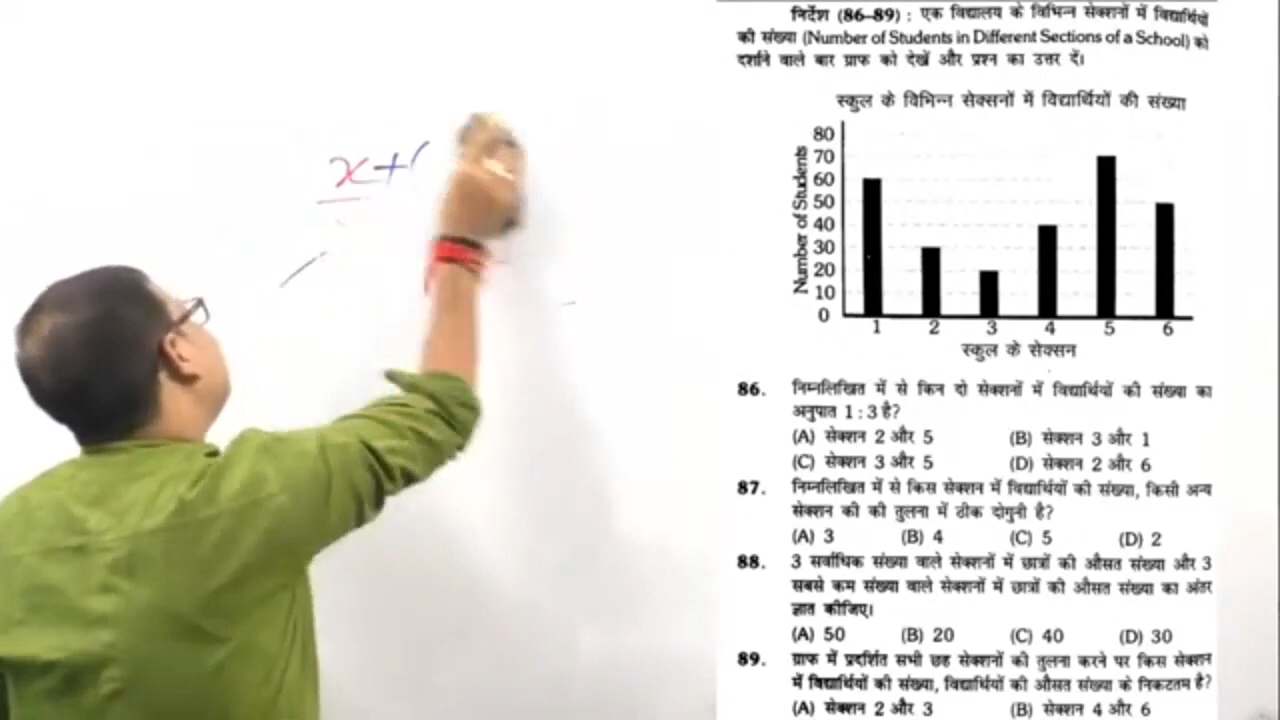 x+(
निर्देश (86–89) : एक विद्यालय के विभिन्न सेक्शनों में विद्यार्थियों
की संख्या (Number of Students in Different Sections of a School) को
दर्शाने वाले बार ग्राफ को देखें और प्रश्न का उत्तर दें।
स्कूल के विभिन्न सेक्सनों में विद्यार्थियों की संख्या
Number of Students
80
70
60
50
40
30
20
10
0
1 2 3 4 5 6
स्कूल के सेक्सन
86. निम्नलिखित में से किन दो सेक्शनों में विद्यार्थियों की संख्या का
अनुपात 1 : 3 है?
(A) सेक्शन 2 और 5 (B) सेक्शन 3 और 1
(C) सेक्शन 3 और 5 (D) सेक्शन 2 और 6
87. निम्नलिखित में से किस सेक्शन में विद्यार्थियों की संख्या, किसी अन्य
सेक्शन की की तुलना में ठीक दोगुनी है?
(A) 3 (B) 4 (C) 5 (D) 2
88. 3 सर्वाधिक संख्या वाले सेक्शनों में छात्रों की औसत संख्या और 3
सबसे कम संख्या वाले सेक्शनों में छात्रों की औसत संख्या का अंतर
ज्ञात कीजिए।
(A) 50 (B) 20 (C) 40 (D) 30
89. ग्राफ में प्रदर्शित सभी छह सेक्शनों की तुलना करने पर किस सेक्शन
में विद्यार्थियों की संख्या, विद्यार्थियों की औसत संख्या के निकटतम है?
(A) सेक्शन 2 और 3 (B) सेक्शन 4 और 6